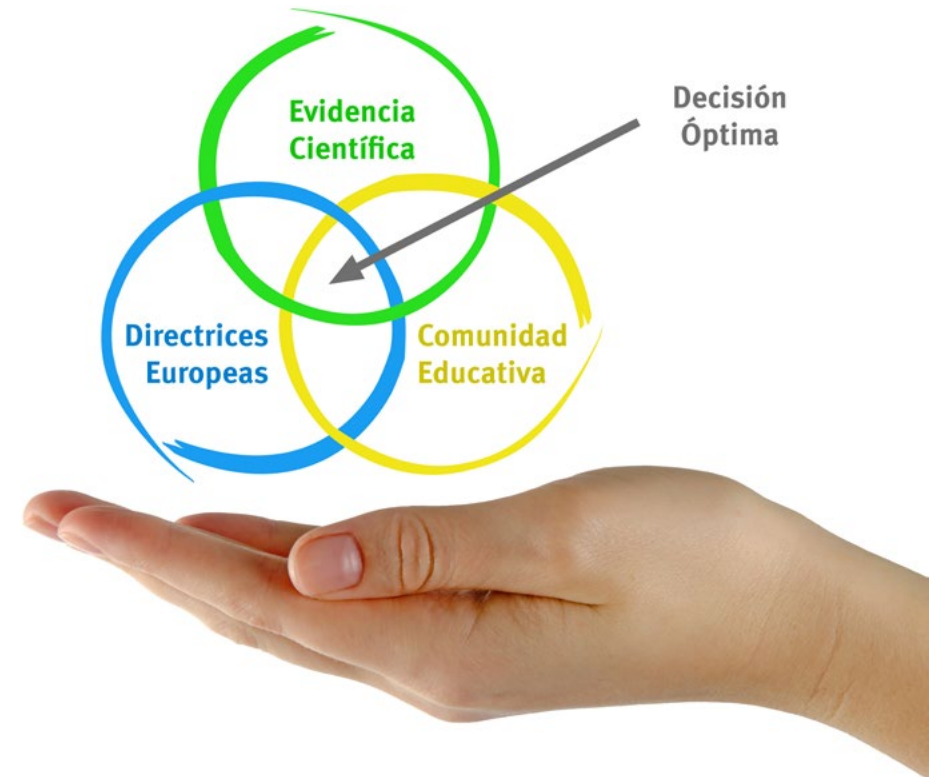 Evidencia
Científica
Decisión
Óptima
Directrices
Europeas
Comunidad
Educativa